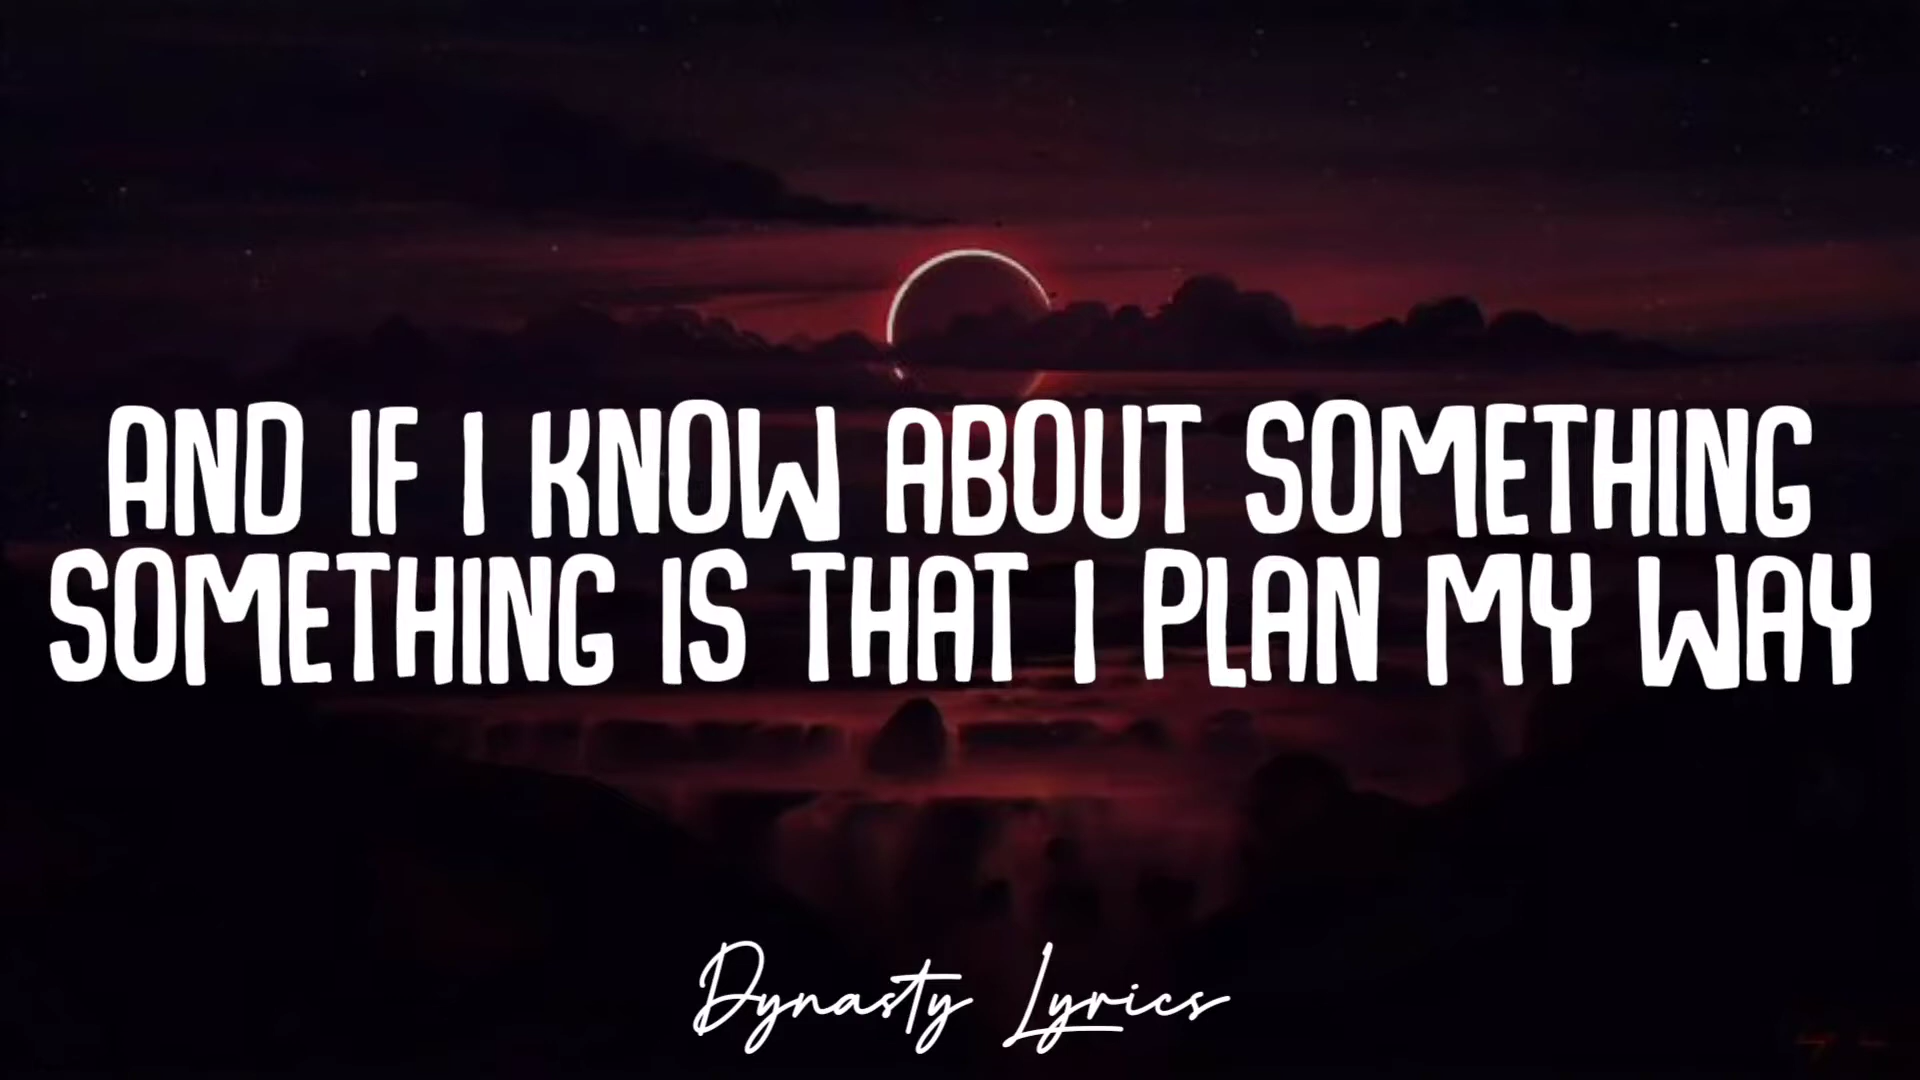 AND IF I KNOW ABOUT SOMETHING
SOMETHING IS THAT I PLAN MY WAY
Dynasty Lyrics